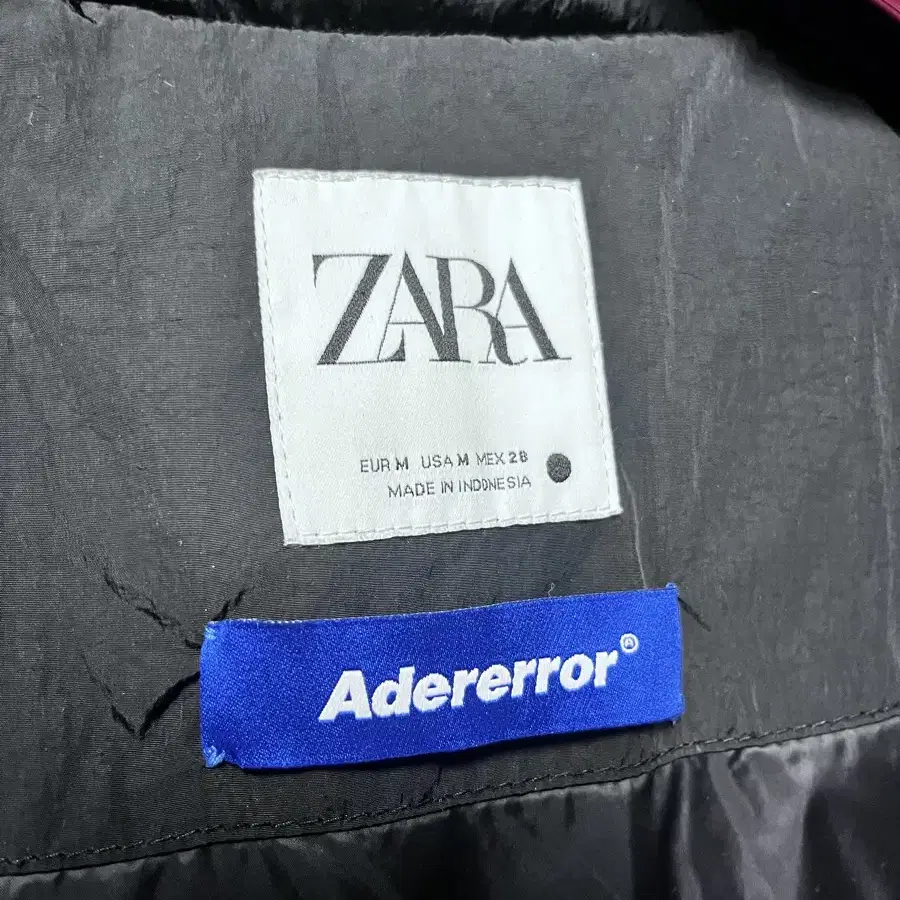 ZARA
EUR M USA M MEX 28
MADE IN INDONESIA
Adererror